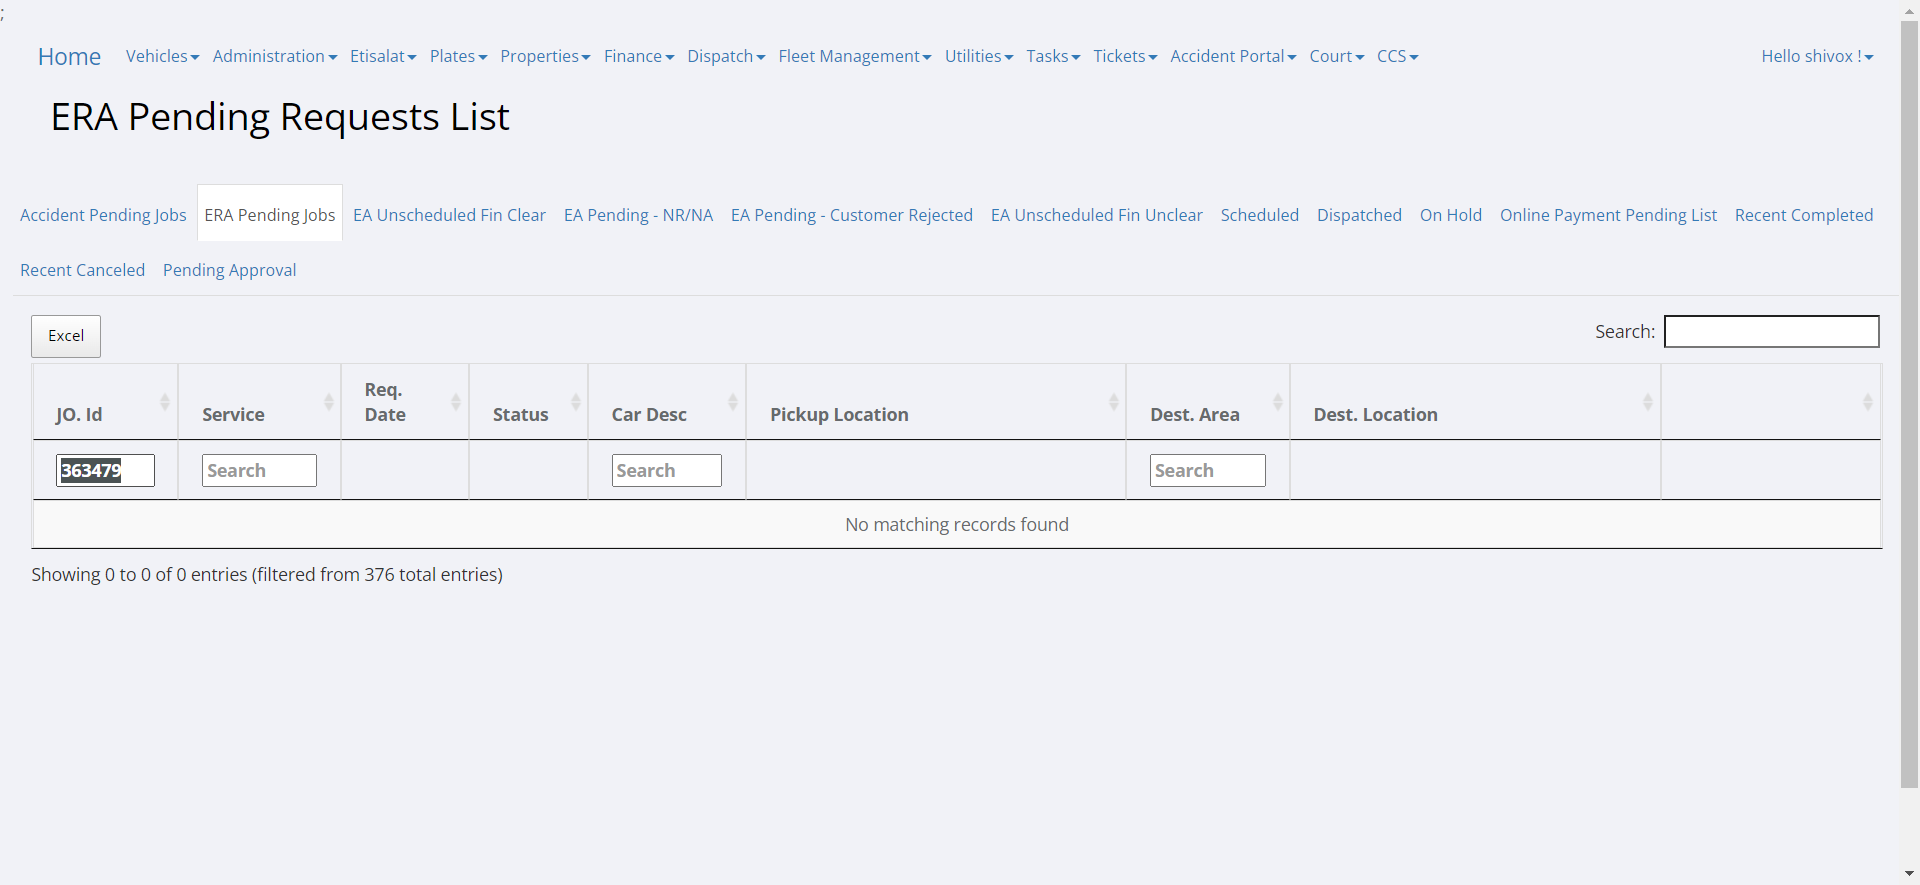 ;
Home Vehicles Administration Etisalat Plates Properties Finance Dispatch Fleet Management Utilities Tasks Tickets Accident Portal Court CCS Hello shivox !
ERA Pending Requests List
Accident Pending Jobs ERA Pending Jobs EA Unscheduled Fin Clear EA Pending - NR/NA EA Pending - Customer Rejected EA Unscheduled Fin Unclear Scheduled Dispatched On Hold Online Payment Pending List Recent Completed
Recent Canceled Pending Approval
Excel Search:
JO. Id Service Req. Date Status Car Desc Pickup Location Dest. Area Dest. Location
363479 Search Search Search
No matching records found
Showing 0 to 0 of 0 entries (filtered from 376 total entries)